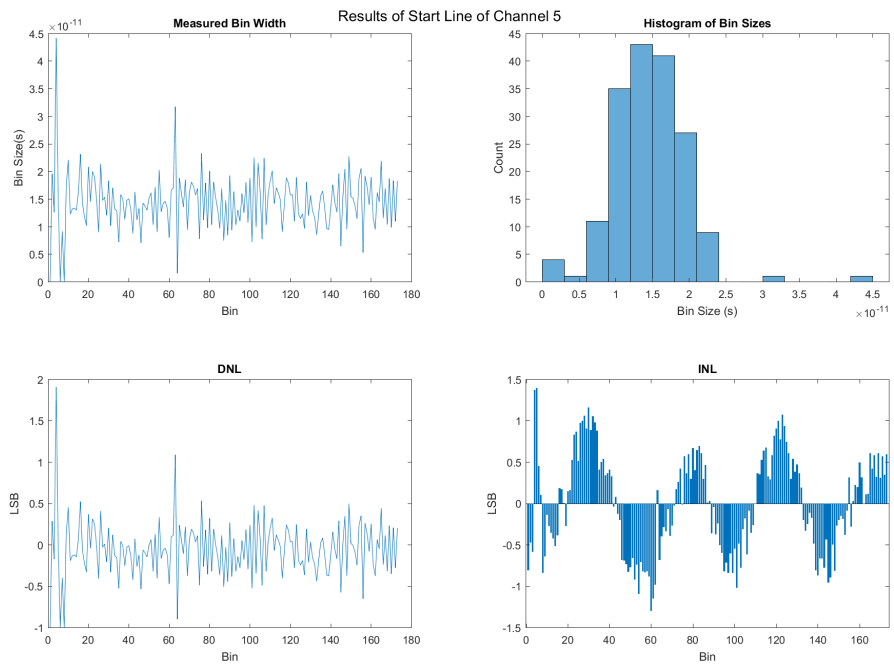 Results of Start Line of Channel 5
Measured Bin Width
×10⁻¹¹
4.5
4
3.5
3
2.5
2
1.5
1
0.5
0
Bin Size(s)
0 20 40 60 80 100 120 140 160 180
Bin
Histogram of Bin Sizes
45
40
35
30
25
20
15
10
5
0
Count
0 0.5 1 1.5 2 2.5 3 3.5 4 4.5
Bin Size (s)
×10⁻¹¹
DNL
2
1.5
1
0.5
0
-0.5
-1
LSB
0 20 40 60 80 100 120 140 160 180
Bin
INL
1.5
1
0.5
0
-0.5
-1
-1.5
LSB
0 20 40 60 80 100 120 140 160
Bin